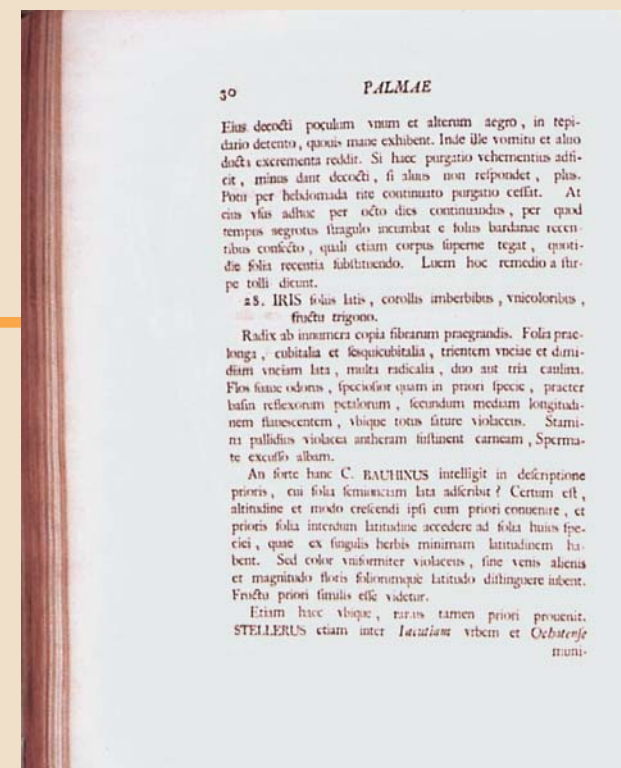 30 PALMAE
Eius decocti poculum vnum et alterum aegro , in tepi-
dario detento , quouis mane exhibent. Inde ille vomitu et aluo
ducta excrementa reddit. Si haec purgatio vehementius adfi-
cit , minus dant decocti , ſi aluus non reſpondet , plus.
Potu per hebdomada rite continuato purgatio ceſſat. At
eius vſus adhuc per octo dies continuandus , per quod
tempus aegrotus ſtragulo incumbat e foliis bardanae recen-
tibus confecto , quali etiam corpus ſuperne tegat , quoti-
die folia recentia ſubſtituendo. Luem hoc remedio a ſtir-
pe tolli dicunt.
28. IRIS foliis latis , corollis imberbibus , vnicoloribus ,
fructu trigono.
Radix ab innumera copia fibrarum praegrandis. Folia prae-
longa , cubitalia et ſesquicubitalia , trientem vnciae et dimi-
diam vnciam lata , multa radicalia , duo aut tria caulina.
Flos ſuaue odorus , ſpecioſior quam in priori ſpecie , praeter
baſin reflexorum petalorum , ſecundum mediam longitudi-
nem flaueſcentem , vbique totus ſature violaceus. Stami-
na pallidius violacea antheram ſuſtinent carneam , Sperma-
te excuſſo albam.
An forte hanc C. BAUHINUS intelligit in deſcriptione
prioris , cui folia ſemunciam lata adſcribit ? Certum eſt ,
altitudine et modo creſcendi ipſi cum priori conuenire , et
prioris folia interdum latitudine accedere ad folia huius ſpe-
ciei , quae ex ſingulis herbis minimam latitudinem ha-
bent. Sed color vniformiter violaceus , ſine venis alienis
et magnitudo floris foliorumque latitudo diſtinguere iubent.
Fructu priori ſimilis eſſe videtur.
Etiam haec vbique , rarius tamen priori prouenit.
STELLERUS etiam inter Iacutiam vrbem et Ochotenſe
muni-